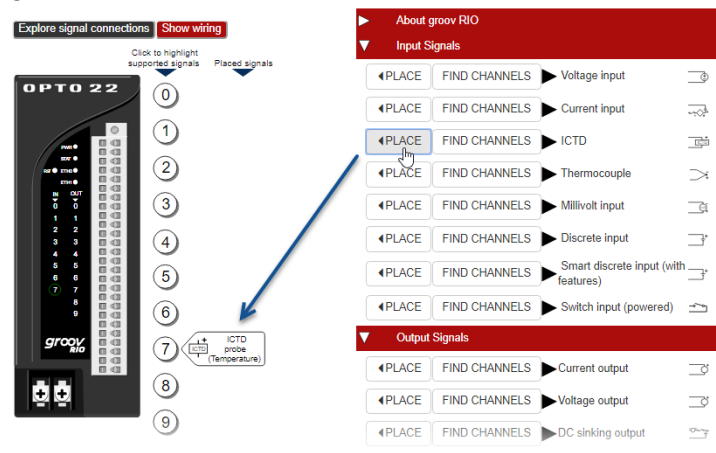 Explore signal connections
Show wiring
Click to highlight
supported signals
Placed signals
OPTO 22
PWR
STAT
RST ETH0
ETH1
IN OUT
0 0
1 1
2 2
3 3
4 4
5 5
6 6
7 7
8
9
groov
RIO
0
1
2
3
4
5
6
7
8
9
ICTD
ICTD
probe
(Temperature)
About groov RIO
Input Signals
PLACE FIND CHANNELS Voltage input
PLACE FIND CHANNELS Current input
PLACE FIND CHANNELS ICTD
PLACE FIND CHANNELS Thermocouple
PLACE FIND CHANNELS Millivolt input
PLACE FIND CHANNELS Discrete input
PLACE FIND CHANNELS Smart discrete input (with
features)
PLACE FIND CHANNELS Switch input (powered)
Output Signals
PLACE FIND CHANNELS Current output
PLACE FIND CHANNELS Voltage output
PLACE FIND CHANNELS DC sinking output